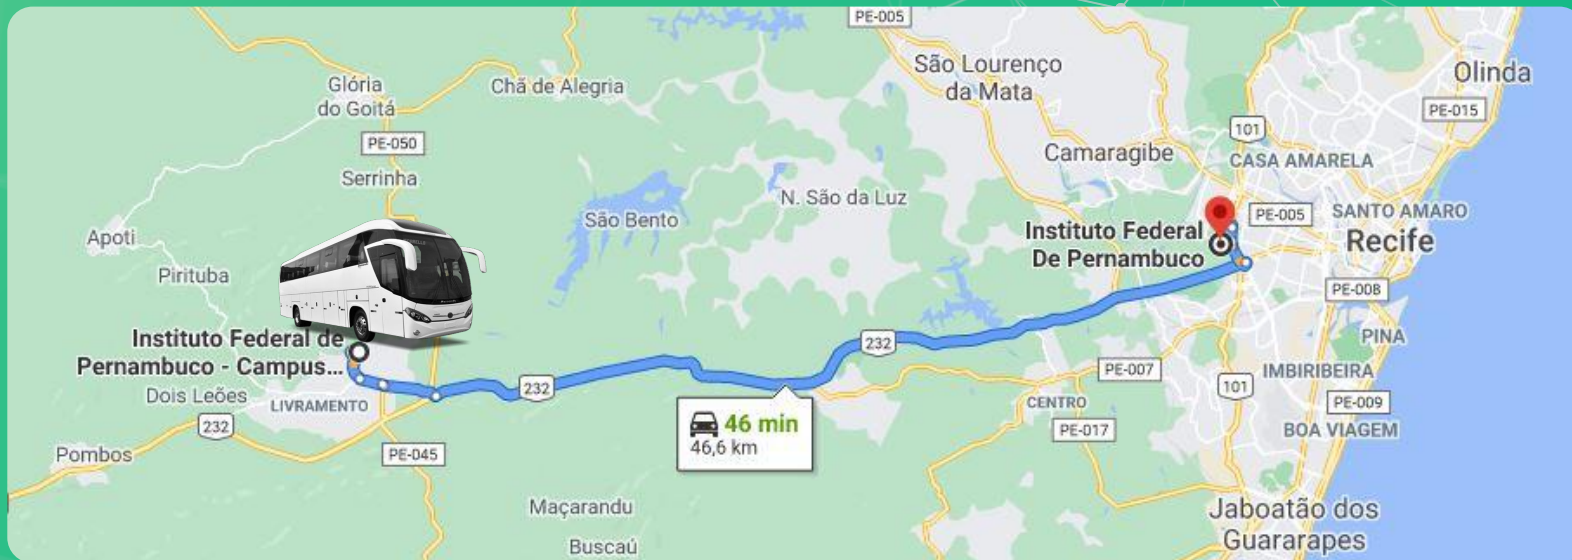 PE-005
São Lourenço
da Mata
Olinda
Glória
do Goitá
Chã de Alegria
PE-015
101
PE-050
Camaragibe
CASA AMARELA
Serrinha
N. São da Luz
São Bento
PE-005
SANTO AMARO
Apoti
Instituto Federal
De Pernambuco
Recife
Pirituba
PE-008
Instituto Federal de
Pernambuco - Campus...
232
PINA
Dois Leões
LIVRAMENTO
232
PE-007
IMBIRIBEIRA
101
CENTRO
PE-009
232
46 min
46,6 km
PE-017
BOA VIAGEM
Pombos
PE-045
Maçarandu
Jaboatão dos
Guararapes
Buscaú